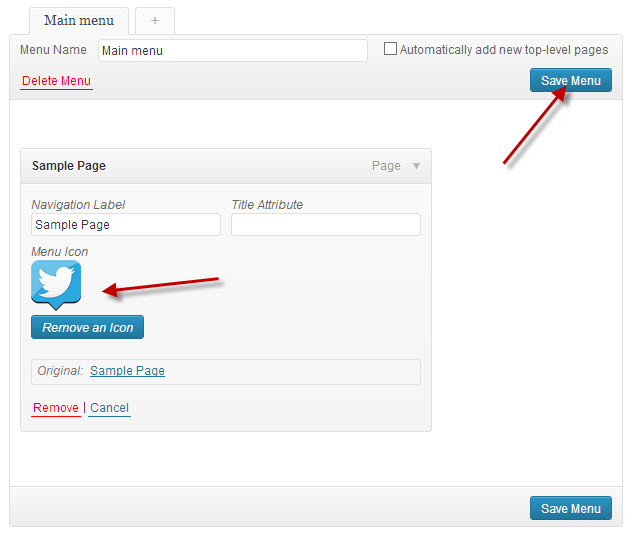 Main menu +
Menu Name Main menu Automatically add new top-level pages
Delete Menu Save Menu
Sample Page Page ▼
Navigation Label Title Attribute
Sample Page
Menu Icon
Remove an Icon
Original: Sample Page
Remove | Cancel
Save Menu